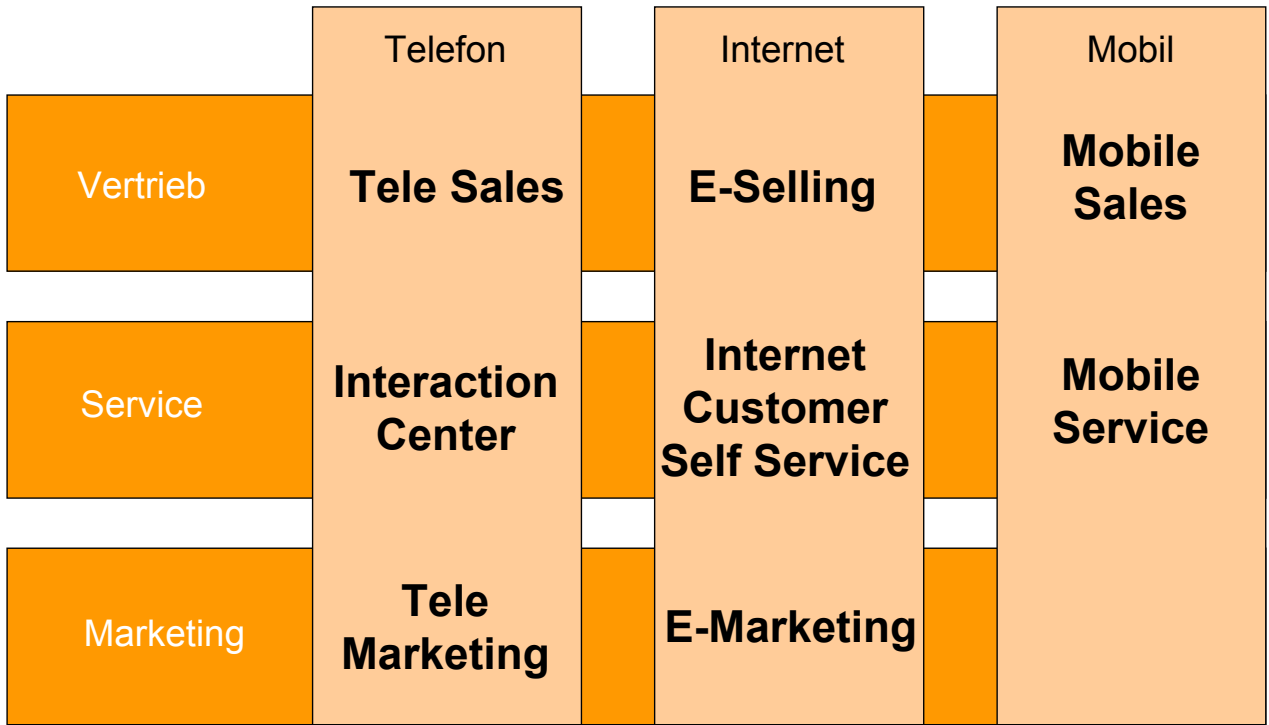 Telefon
Internet
Mobil
Vertrieb
Tele Sales
E-Selling
Mobile
Sales
Service
Interaction
Center
Internet
Customer
Self Service
Mobile
Service
Marketing
Tele
Marketing
E-Marketing